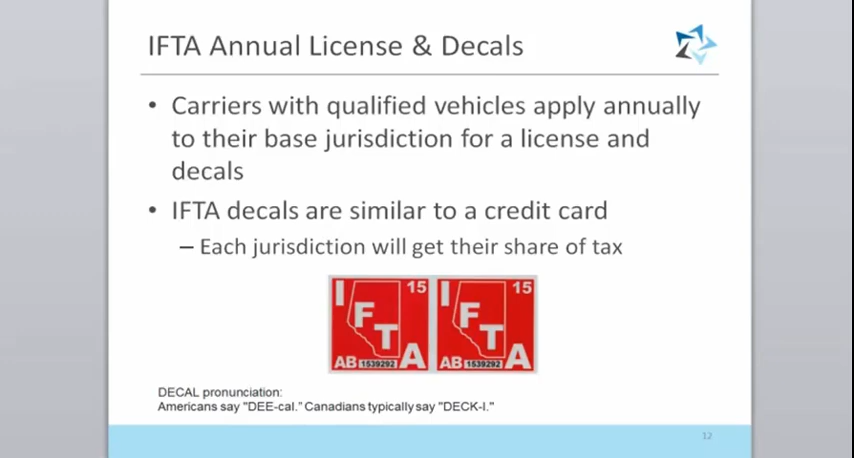 IFTA Annual License & Decals
• Carriers with qualified vehicles apply annually
to their base jurisdiction for a license and
decals
• IFTA decals are similar to a credit card
– Each jurisdiction will get their share of tax
I F T A 15 AB 1539292
I F T A 15 AB 1539292
DECAL pronunciation:
Americans say "DEE-cal." Canadians typically say "DECK-l."
12